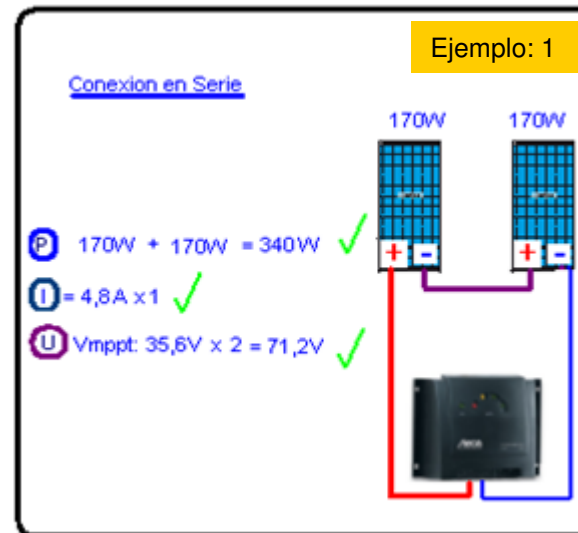 Ejemplo: 1
Conexion en Serie
170W 170W
P 170W + 170W = 340W
+ - + -
I = 4,8A x1
U Vmppt: 35,6V x 2 = 71,2V